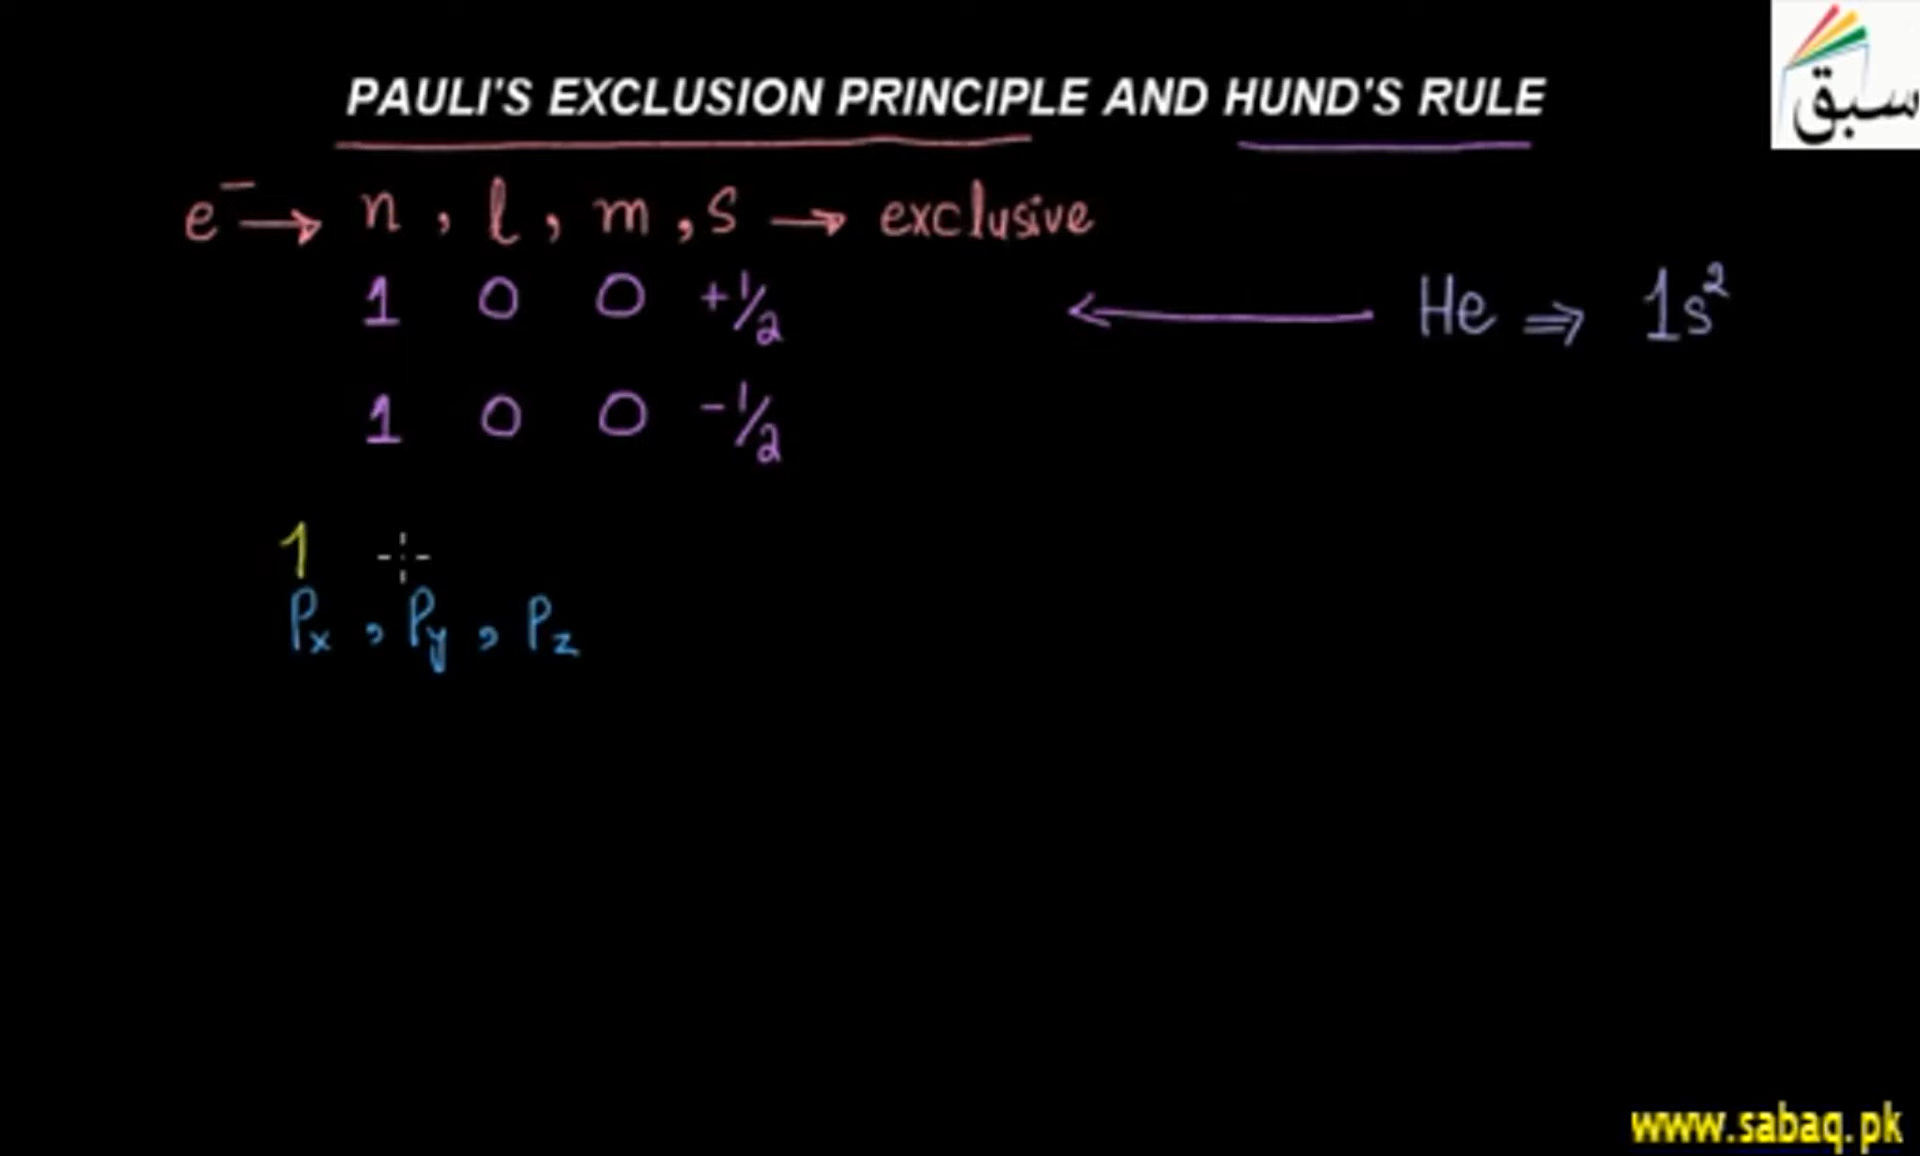 سبق
PAULI'S EXCLUSION PRINCIPLE AND HUND'S RULE
e⁻ → n , l , m , s → exclusive
1 0 0 +1/2 ← He ⇒ 1s²
1 0 0 -1/2
1
Px , Py , Pz
www.sabaq.pk